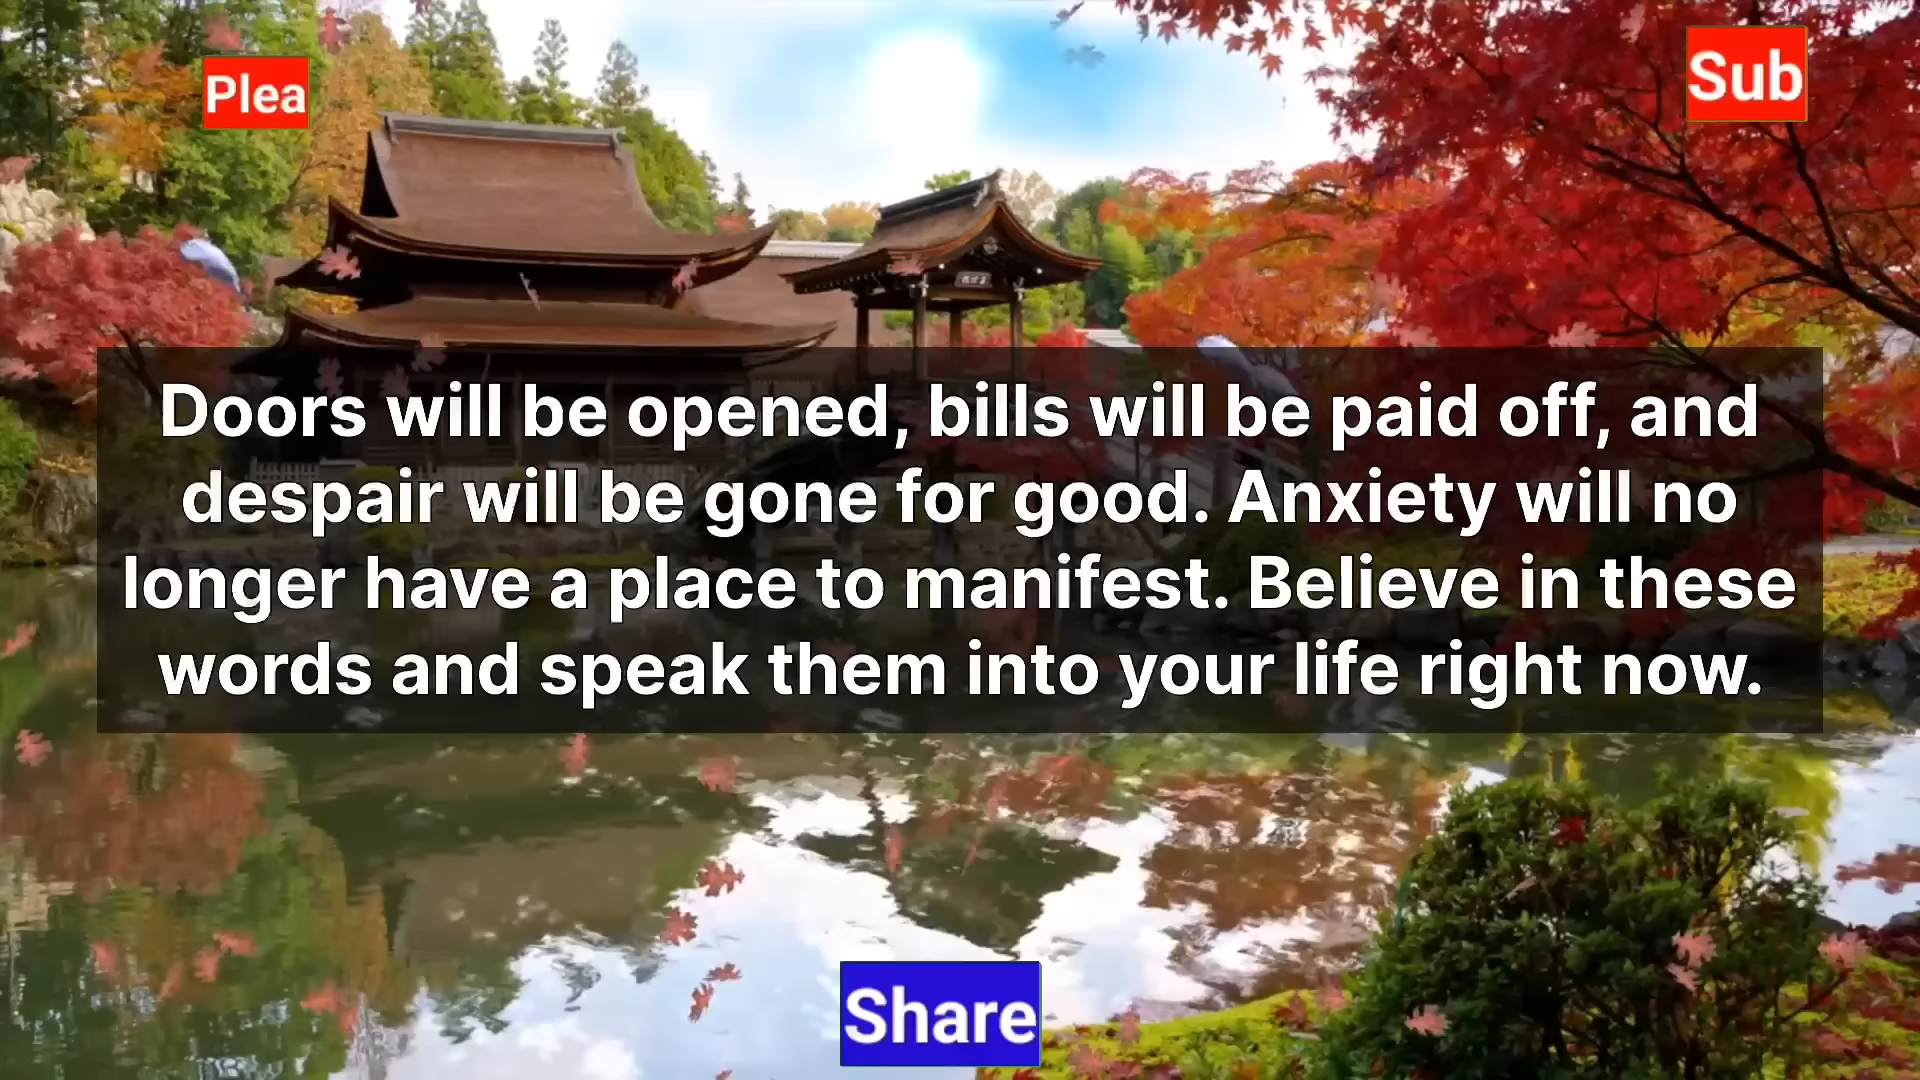 Plea
Sub
Doors will be opened, bills will be paid off, and
despair will be gone for good. Anxiety will no
longer have a place to manifest. Believe in these
words and speak them into your life right now.
Share